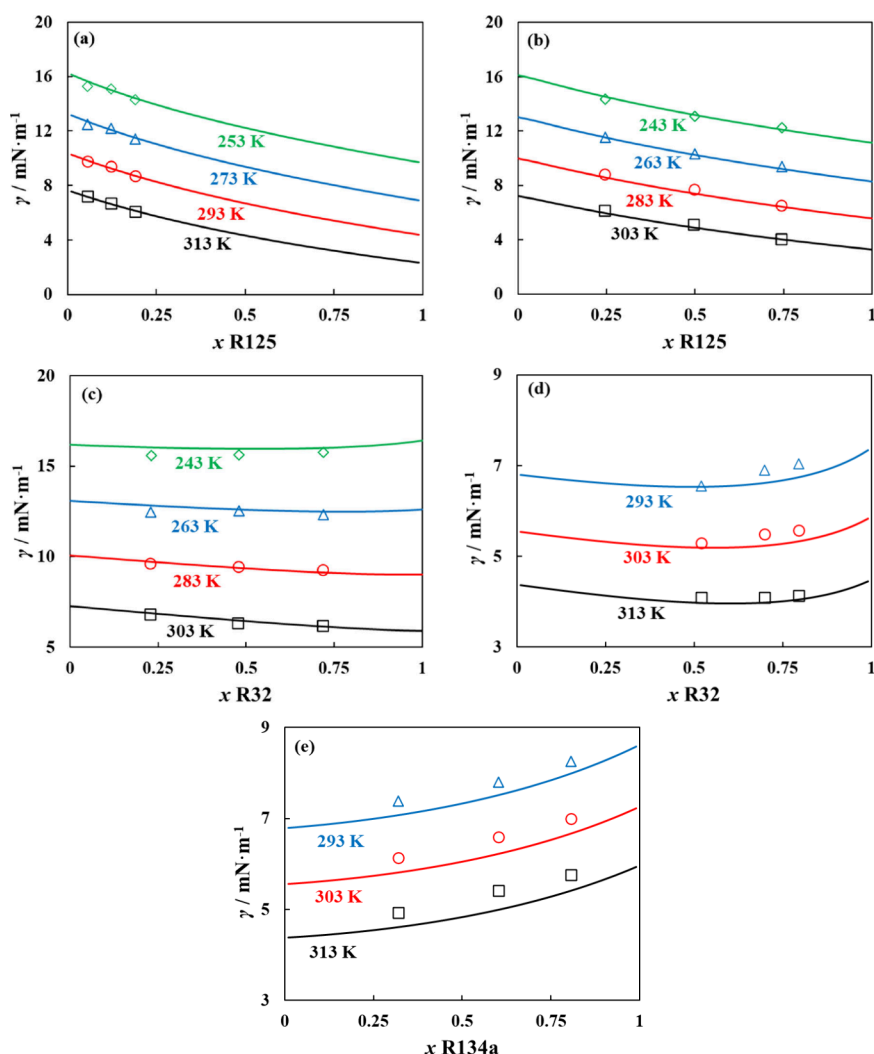 (a)
20
16
12
8
4
0
γ / mN·m⁻¹
253 K
273 K
293 K
313 K
0 0.25 0.5 0.75 1
x R125
(b)
20
16
12
8
4
0
γ / mN·m⁻¹
243 K
263 K
283 K
303 K
0 0.25 0.5 0.75 1
x R125
(c)
20
15
10
5
γ / mN·m⁻¹
243 K
263 K
283 K
303 K
0 0.25 0.5 0.75 1
x R32
(d)
9
7
5
3
γ / mN·m⁻¹
293 K
303 K
313 K
0 0.25 0.5 0.75 1
x R32
(e)
9
7
5
3
γ / mN·m⁻¹
293 K
303 K
313 K
0 0.25 0.5 0.75 1
x R134a